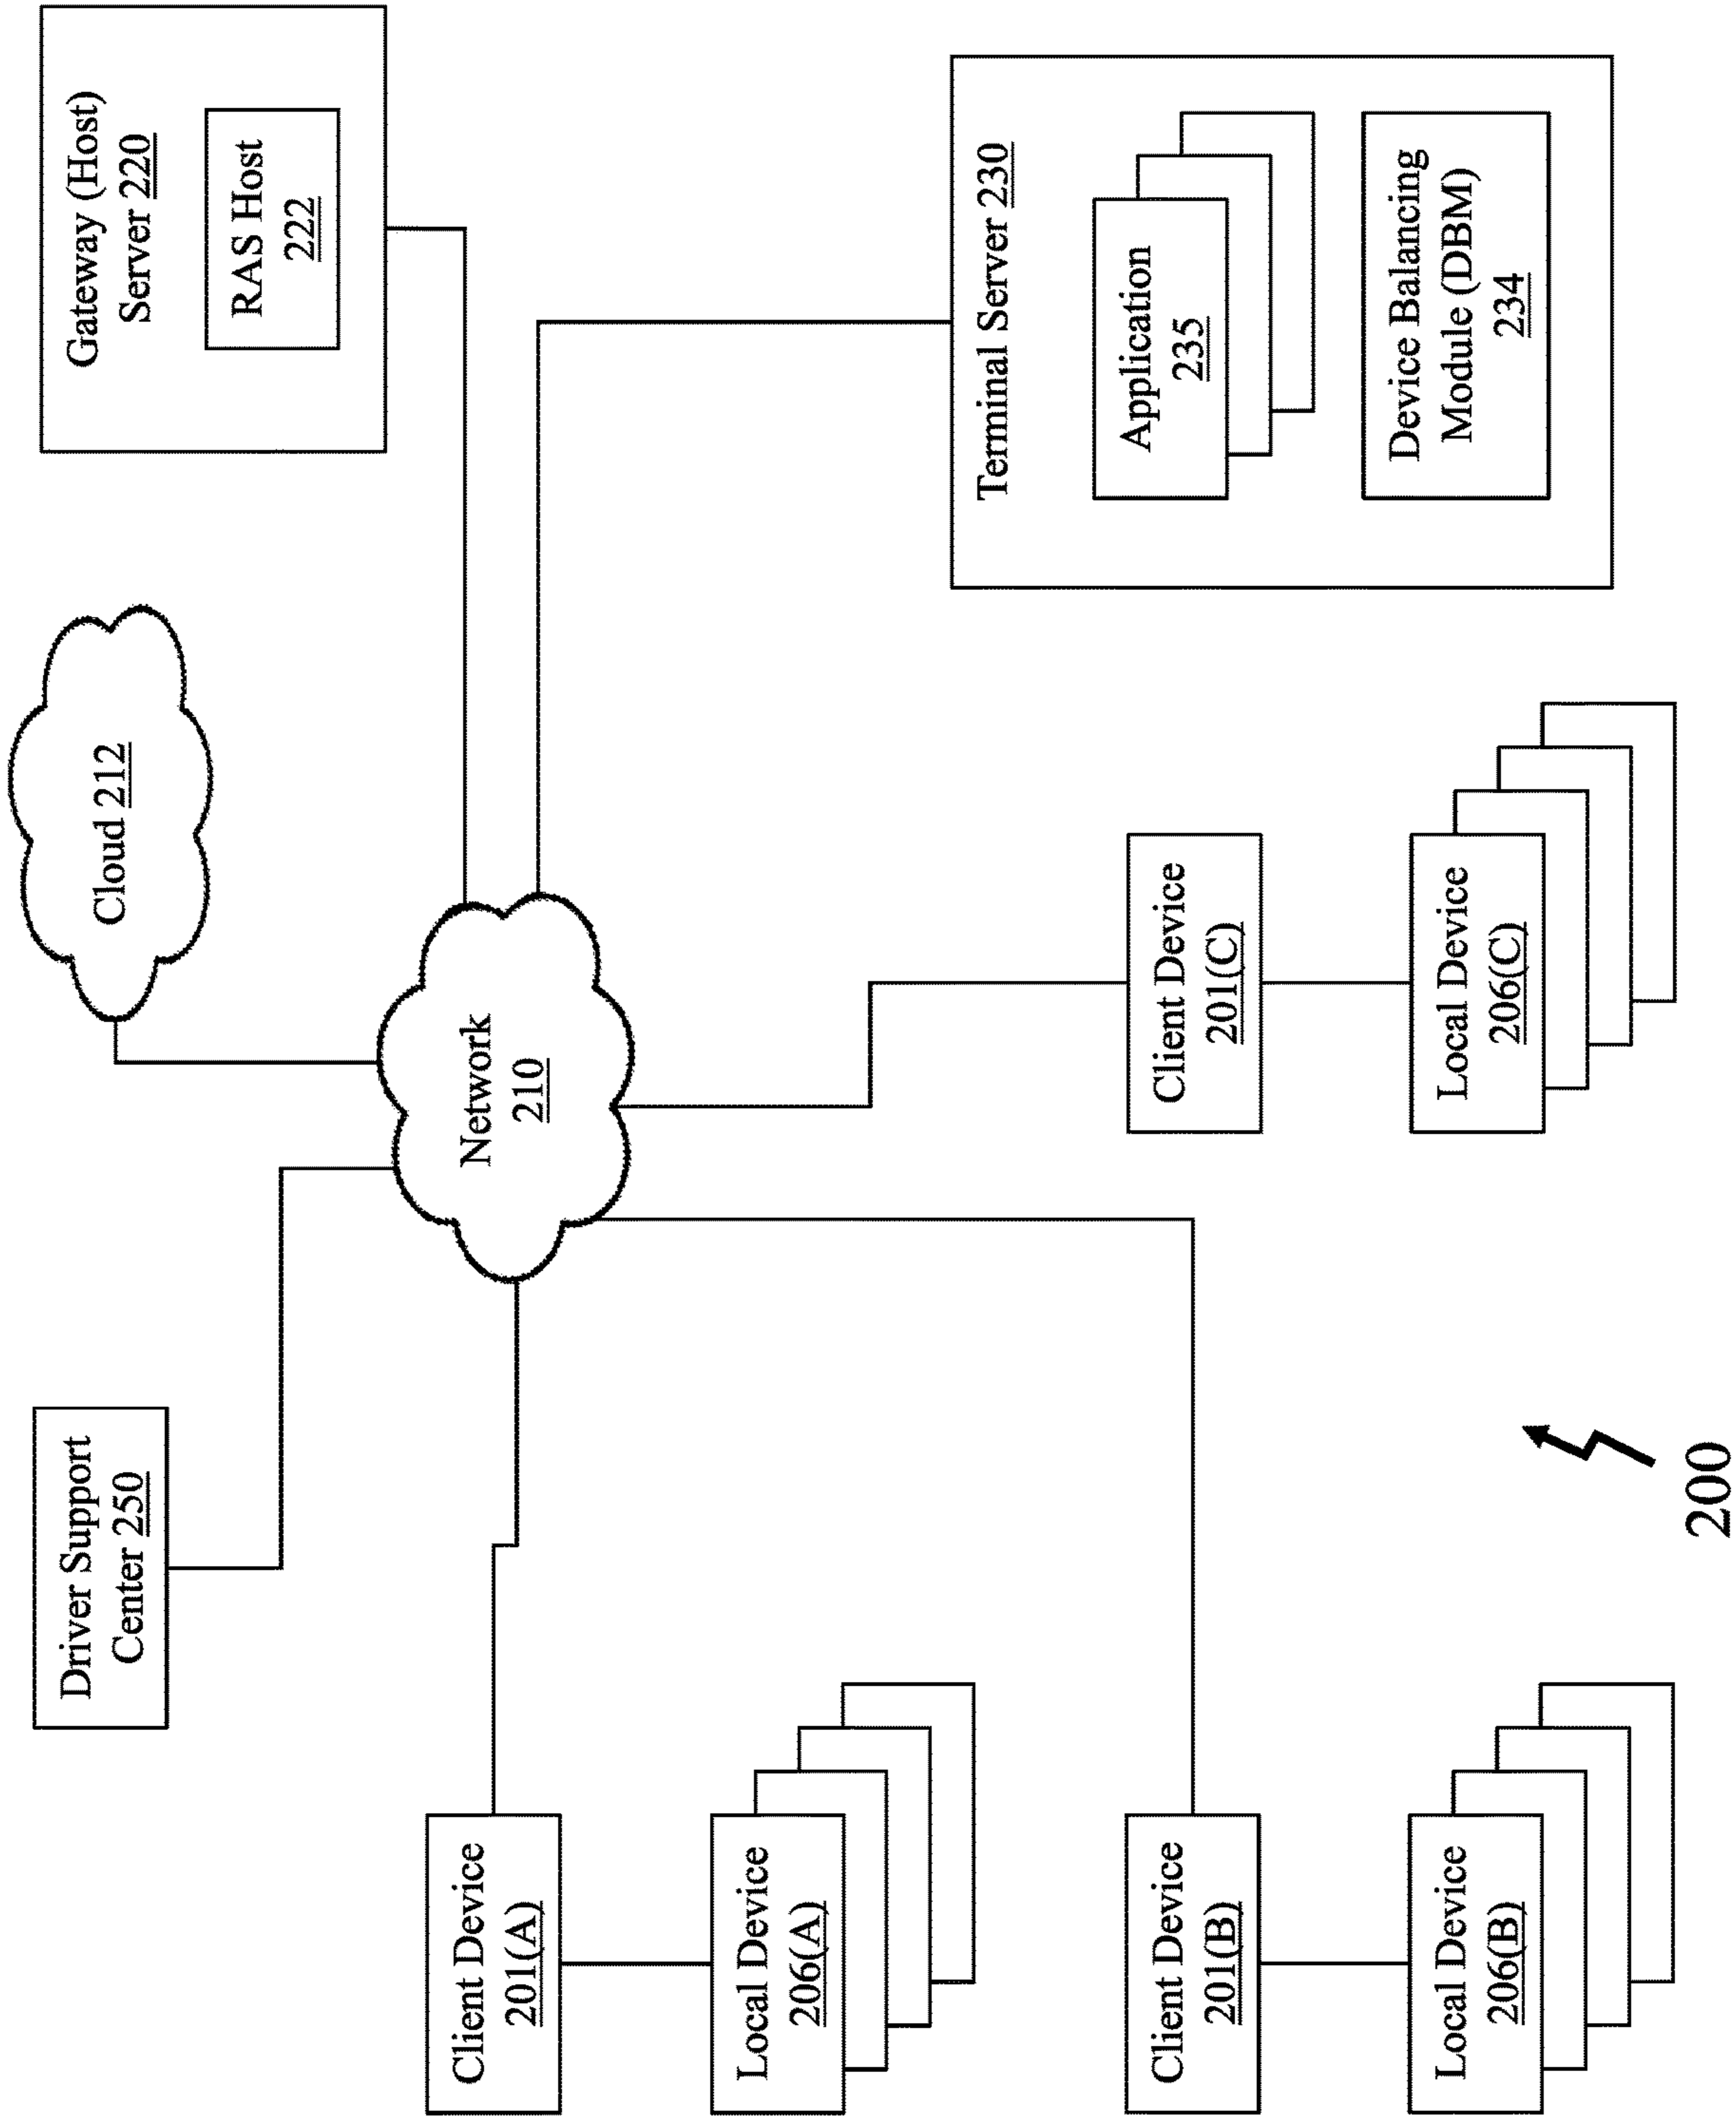 Driver Support
Center 250
Cloud 212
Gateway (Host)
Server 220
RAS Host
222
Client Device
201(A)
Local Device
206(A)
Network
210
Terminal Server 230
Application
235
Device Balancing
Module (DBM)
234
Client Device
201(B)
Local Device
206(B)
Client Device
201(C)
Local Device
206(C)
200